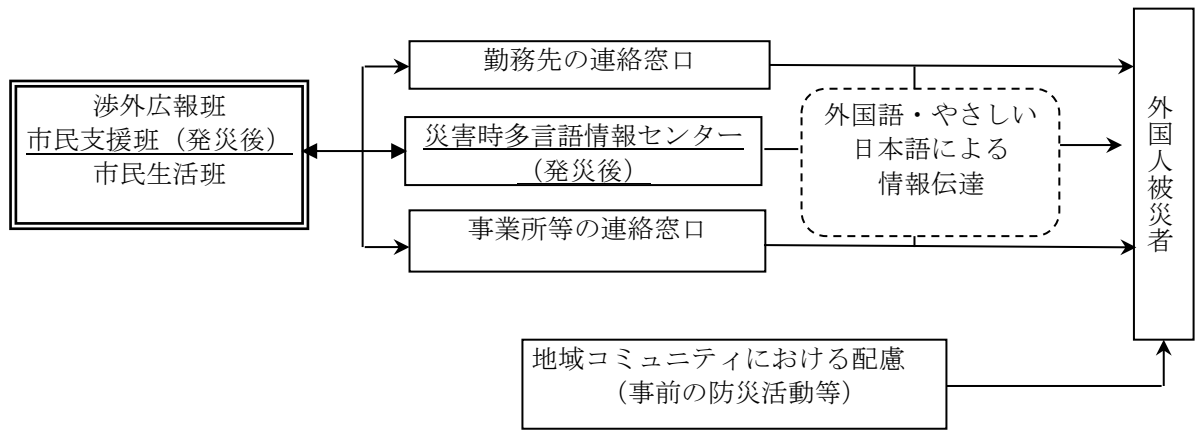 渉外広報班
市民支援班（発災後）
市民生活班
勤務先の連絡窓口
災害時多言語情報センター
（発災後）
事業所等の連絡窓口
外国語・やさしい
日本語による
情報伝達
外国人被災者
地域コミュニティにおける配慮
（事前の防災活動等）